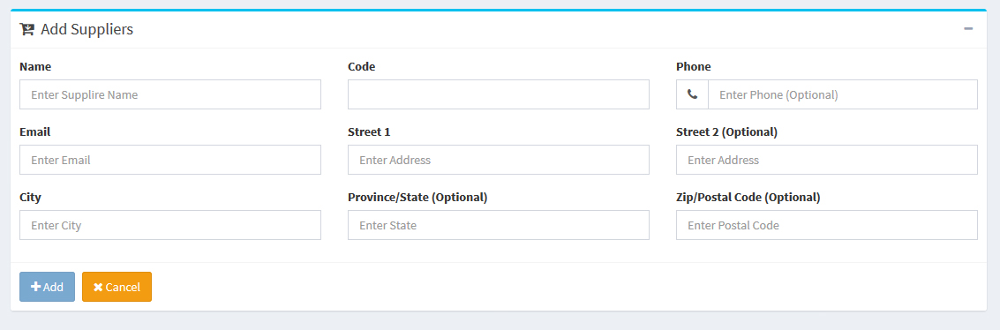 Add Suppliers
Name Code Phone
Enter Supplire Name Enter Phone (Optional)
Email Street 1 Street 2 (Optional)
Enter Email Enter Address Enter Address
City Province/State (Optional) Zip/Postal Code (Optional)
Enter City Enter State Enter Postal Code
Add Cancel